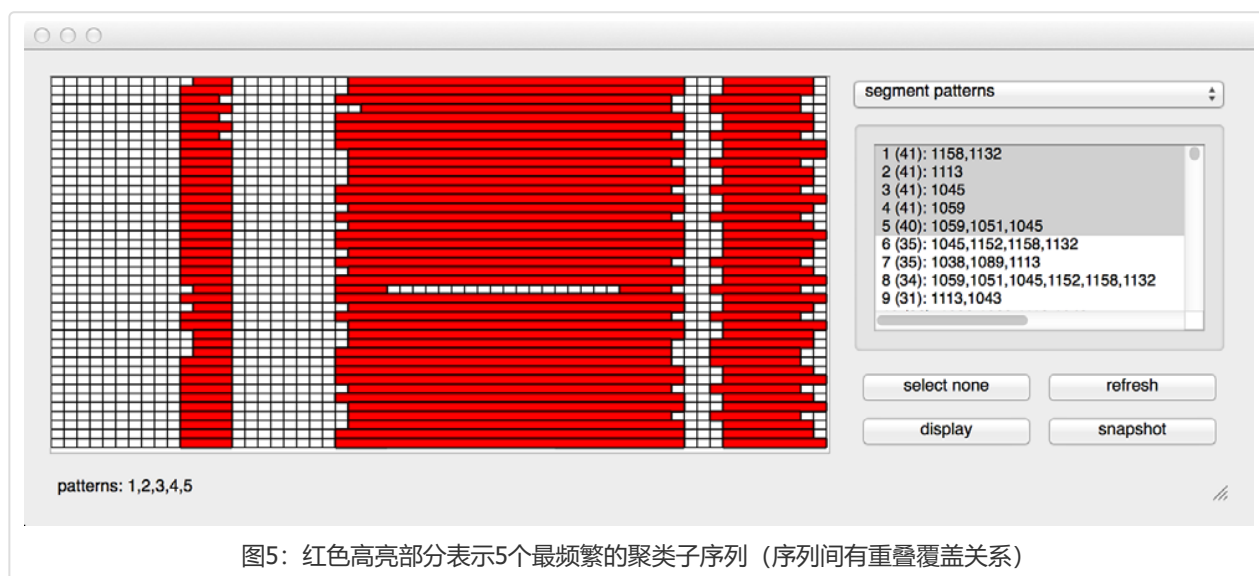 segment patterns
1 (41): 1158,1132
2 (41): 1113
3 (41): 1045
4 (41): 1059
5 (40): 1059,1051,1045
6 (35): 1045,1152,1158,1132
7 (35): 1038,1089,1113
8 (34): 1059,1051,1045,1152,1158,1132
9 (31): 1113,1043
select none
refresh
display
snapshot
patterns: 1,2,3,4,5
图5：红色高亮部分表示5个最频繁的聚类子序列（序列间有重叠覆盖关系）